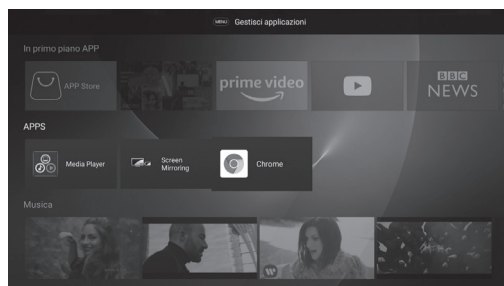 MENU Gestisci applicazioni
In primo piano APP
APP Store
prime video
BBC
NEWS
APPS
Media Player
Screen
Mirroring
Chrome
Musica